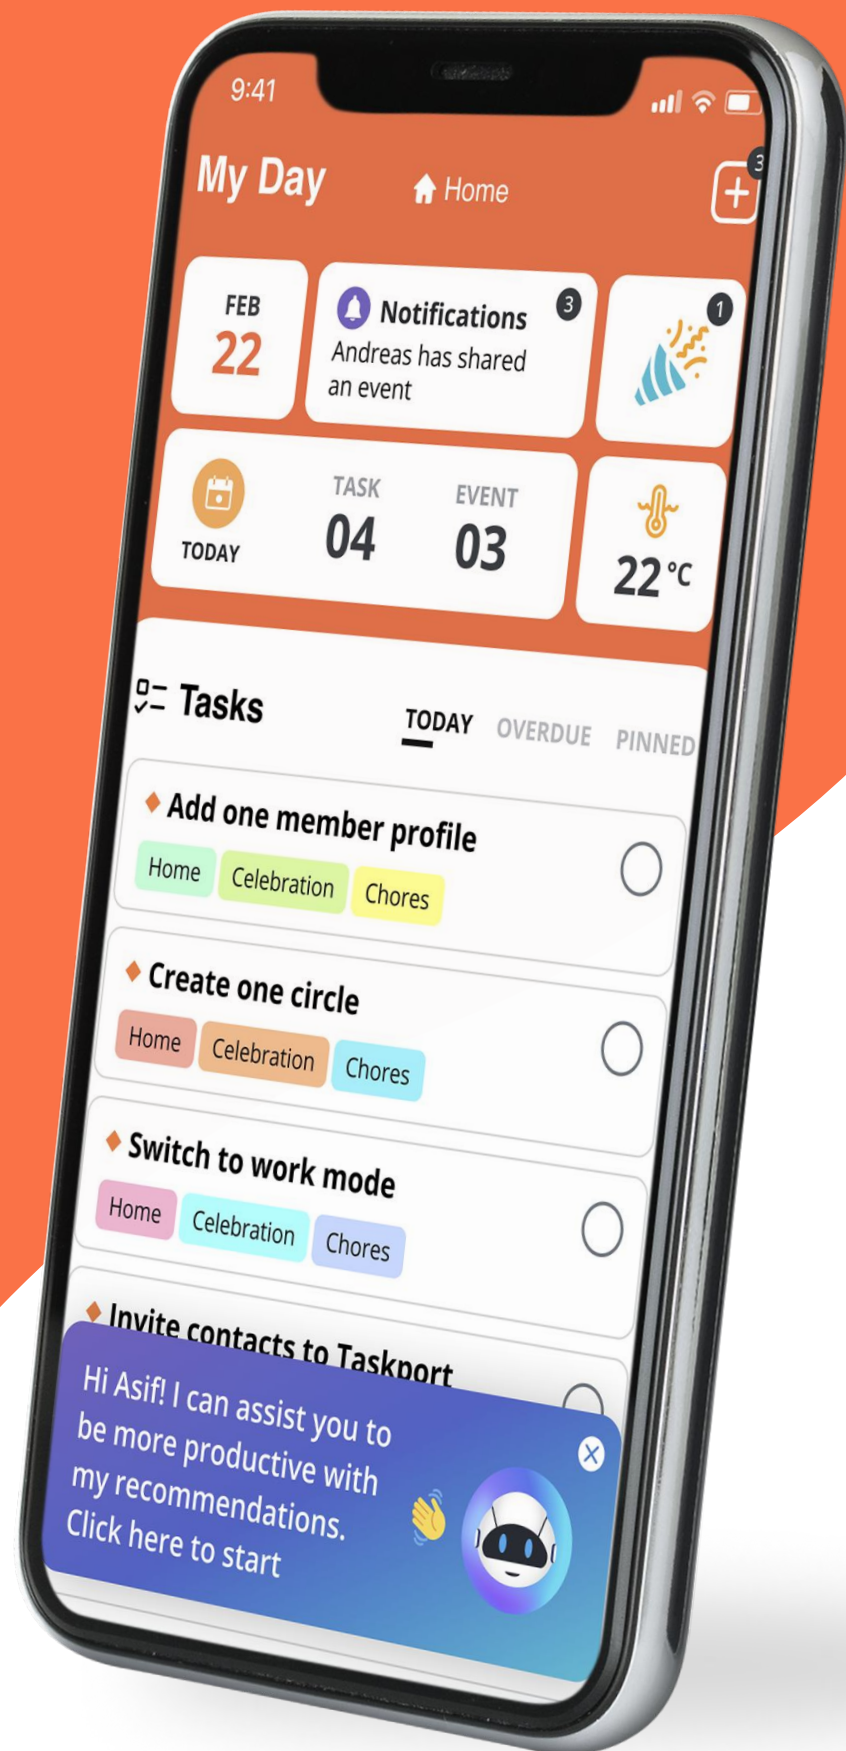 9:41
My Day
Home
3
FEB
22
Notifications
3
Andreas has shared
an event
1
TODAY
TASK
04
EVENT
03
22 °C
Tasks
TODAY
OVERDUE
PINNED
Add one member profile
Home
Celebration
Chores
Create one circle
Home
Celebration
Chores
Switch to work mode
Home
Celebration
Chores
Invite contacts to Taskport
Hi Asif! I can assist you to
be more productive with
my recommendations.
Click here to start